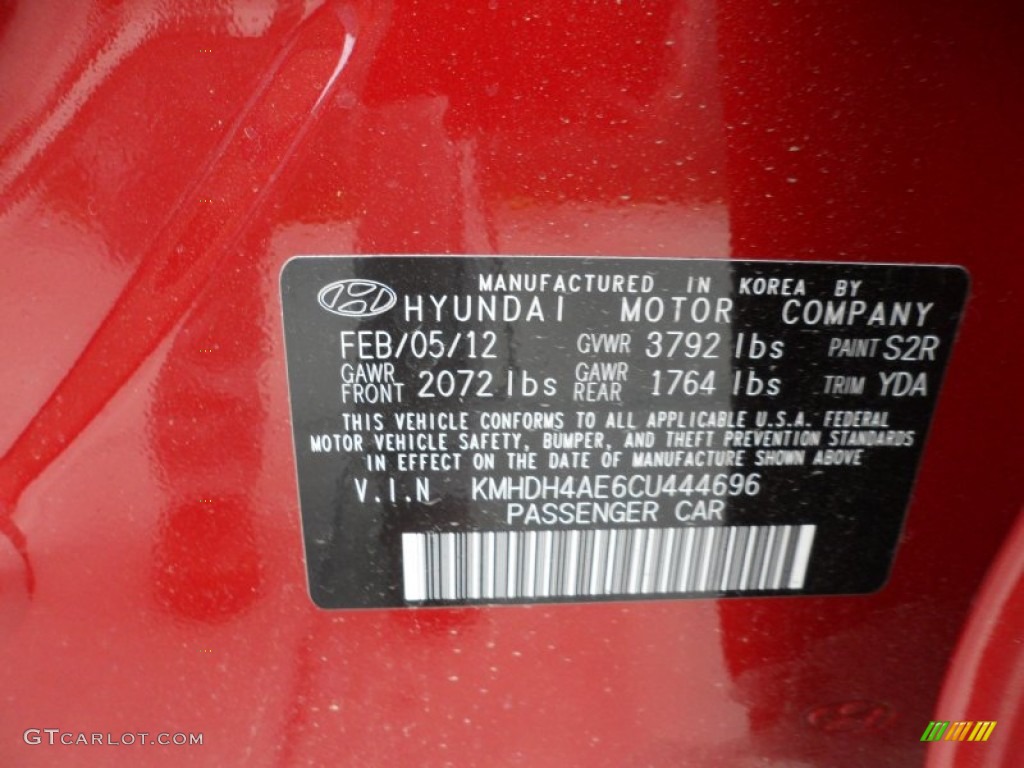 MANUFACTURED IN KOREA BY
HYUNDAI MOTOR COMPANY
FEB/05/12 GVWR 3792 lbs PAINT S2R
GAWR FRONT 2072 lbs GAWR REAR 1764 lbs TRIM YDA
THIS VEHICLE CONFORMS TO ALL APPLICABLE U.S.A. FEDERAL
MOTOR VEHICLE SAFETY, BUMPER, AND THEFT PREVENTION STANDARDS
IN EFFECT ON THE DATE OF MANUFACTURE SHOWN ABOVE
V.I.N KMHDH4AE6CU444696
PASSENGER CAR
GTCARLOT.COM